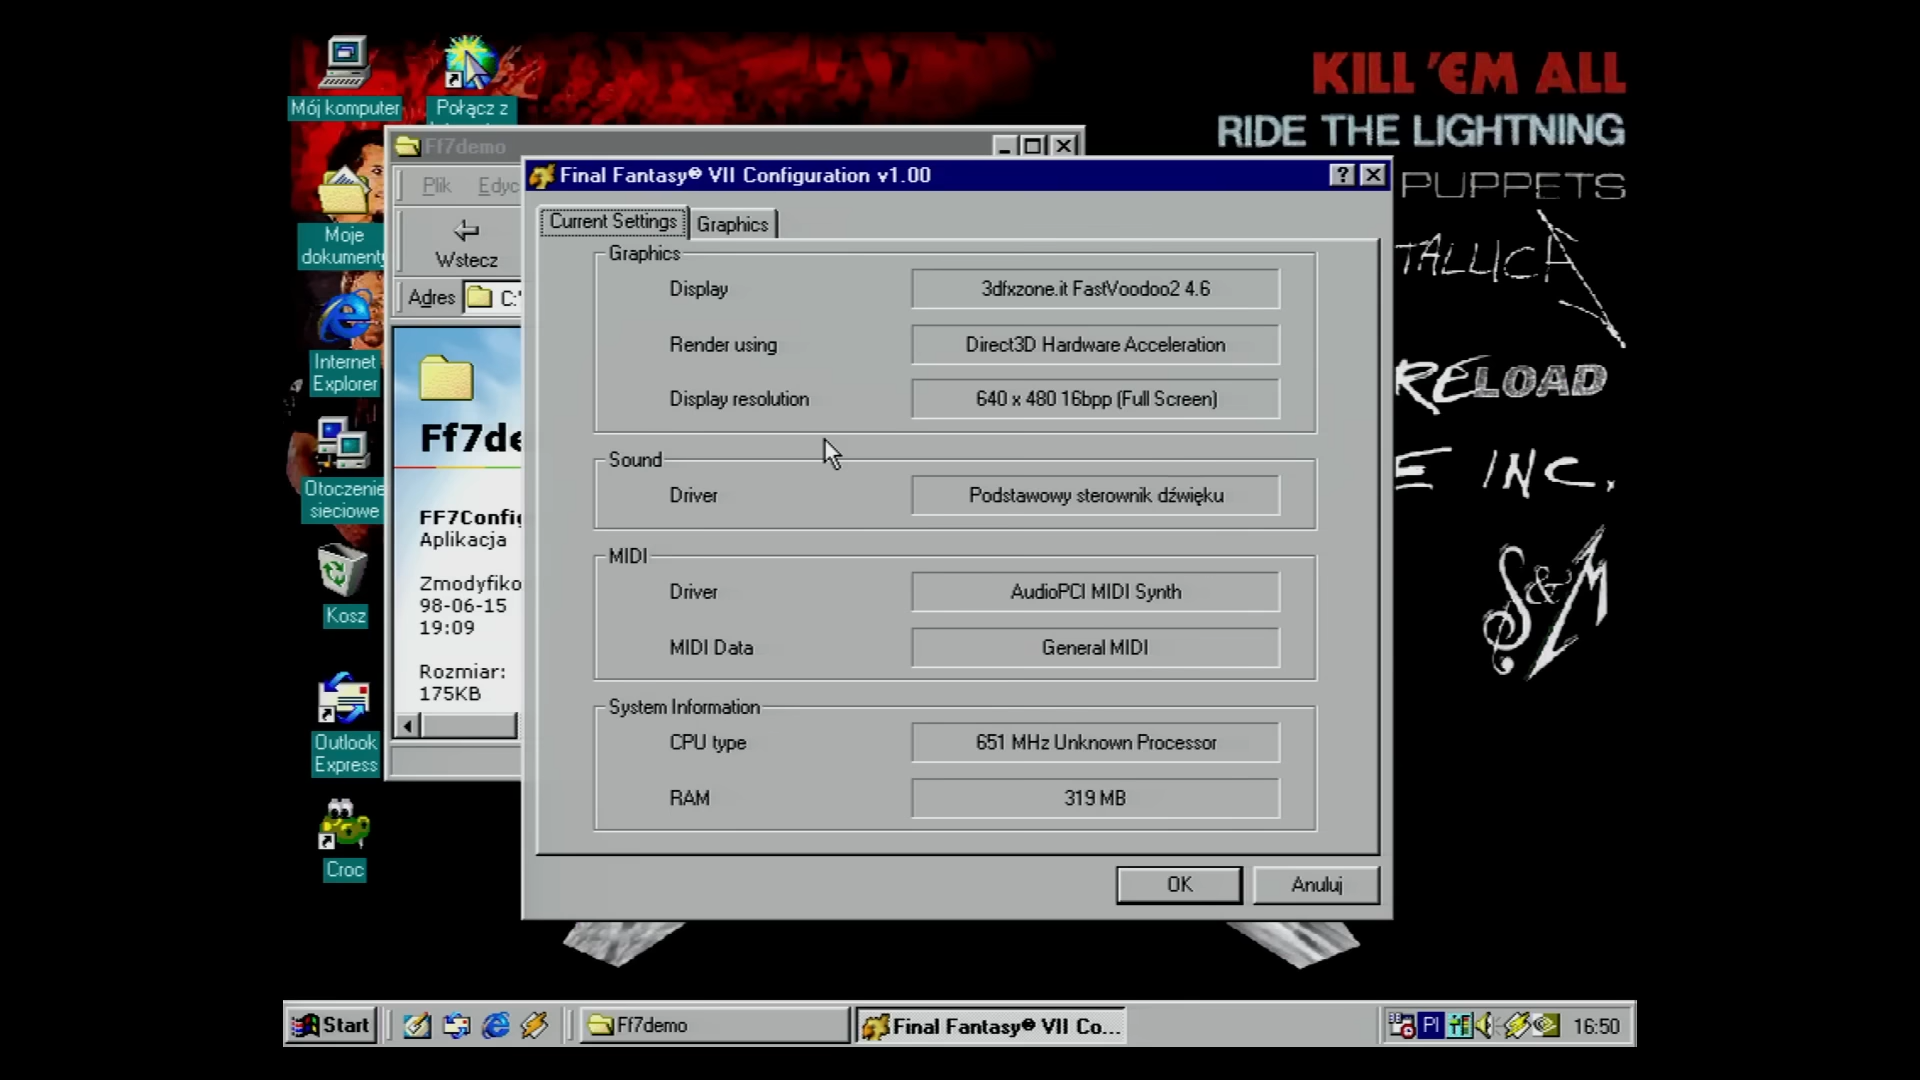 Mój komputer
Połącz z
KILL 'EM ALL
RIDE THE LIGHTNING
PUPPETS
TALLICA
RELOAD
E INC.
S&M
Ff7demo
Plik Edyc
Wstecz
Adres C:\
Ff7de
FF7Config
Aplikacja
Zmodyfiko
98-06-15
19:09
Rozmiar:
175KB
Moje
dokumenty
Internet
Explorer
Otoczenie
sieciowe
Kosz
Outlook
Express
Croc
Final Fantasy® VII Configuration v1.00
Current Settings Graphics
Graphics
Display 3dfxzone.it FastVoodoo2 4.6
Render using Direct3D Hardware Acceleration
Display resolution 640 x 480 16bpp (Full Screen)
Sound
Driver Podstawowy sterownik dźwięku
MIDI
Driver AudioPCI MIDI Synth
MIDI Data General MIDI
System Information
CPU type 651 MHz Unknown Processor
RAM 319 MB
OK Anuluj
Start Ff7demo Final Fantasy® VII Co... Pl 16:50